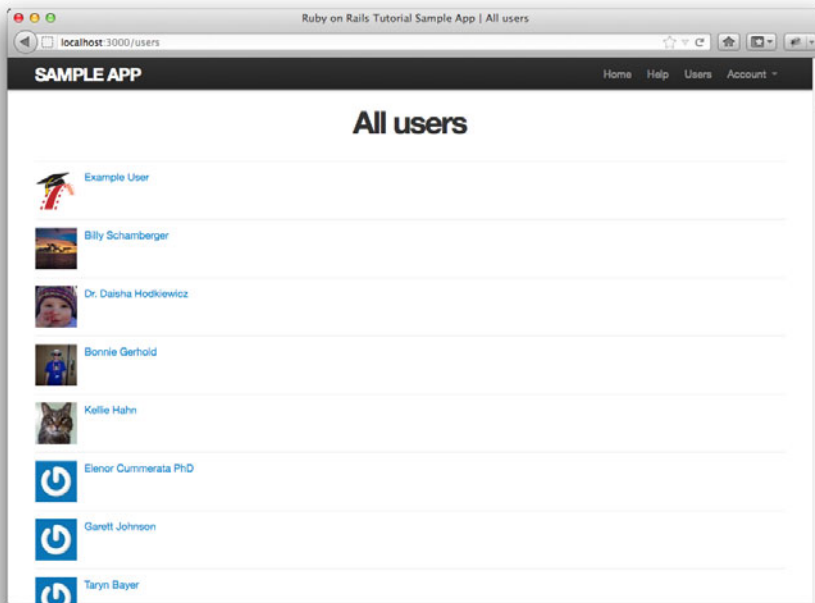 Ruby on Rails Tutorial Sample App | All users
localhost:3000/users
SAMPLE APP
Home Help Users Account
All users
Example User
Billy Schamberger
Dr. Daisha Hodkiewicz
Bonnie Gerhold
Kellie Hahn
Elenor Cummerata PhD
Garett Johnson
Taryn Bayer